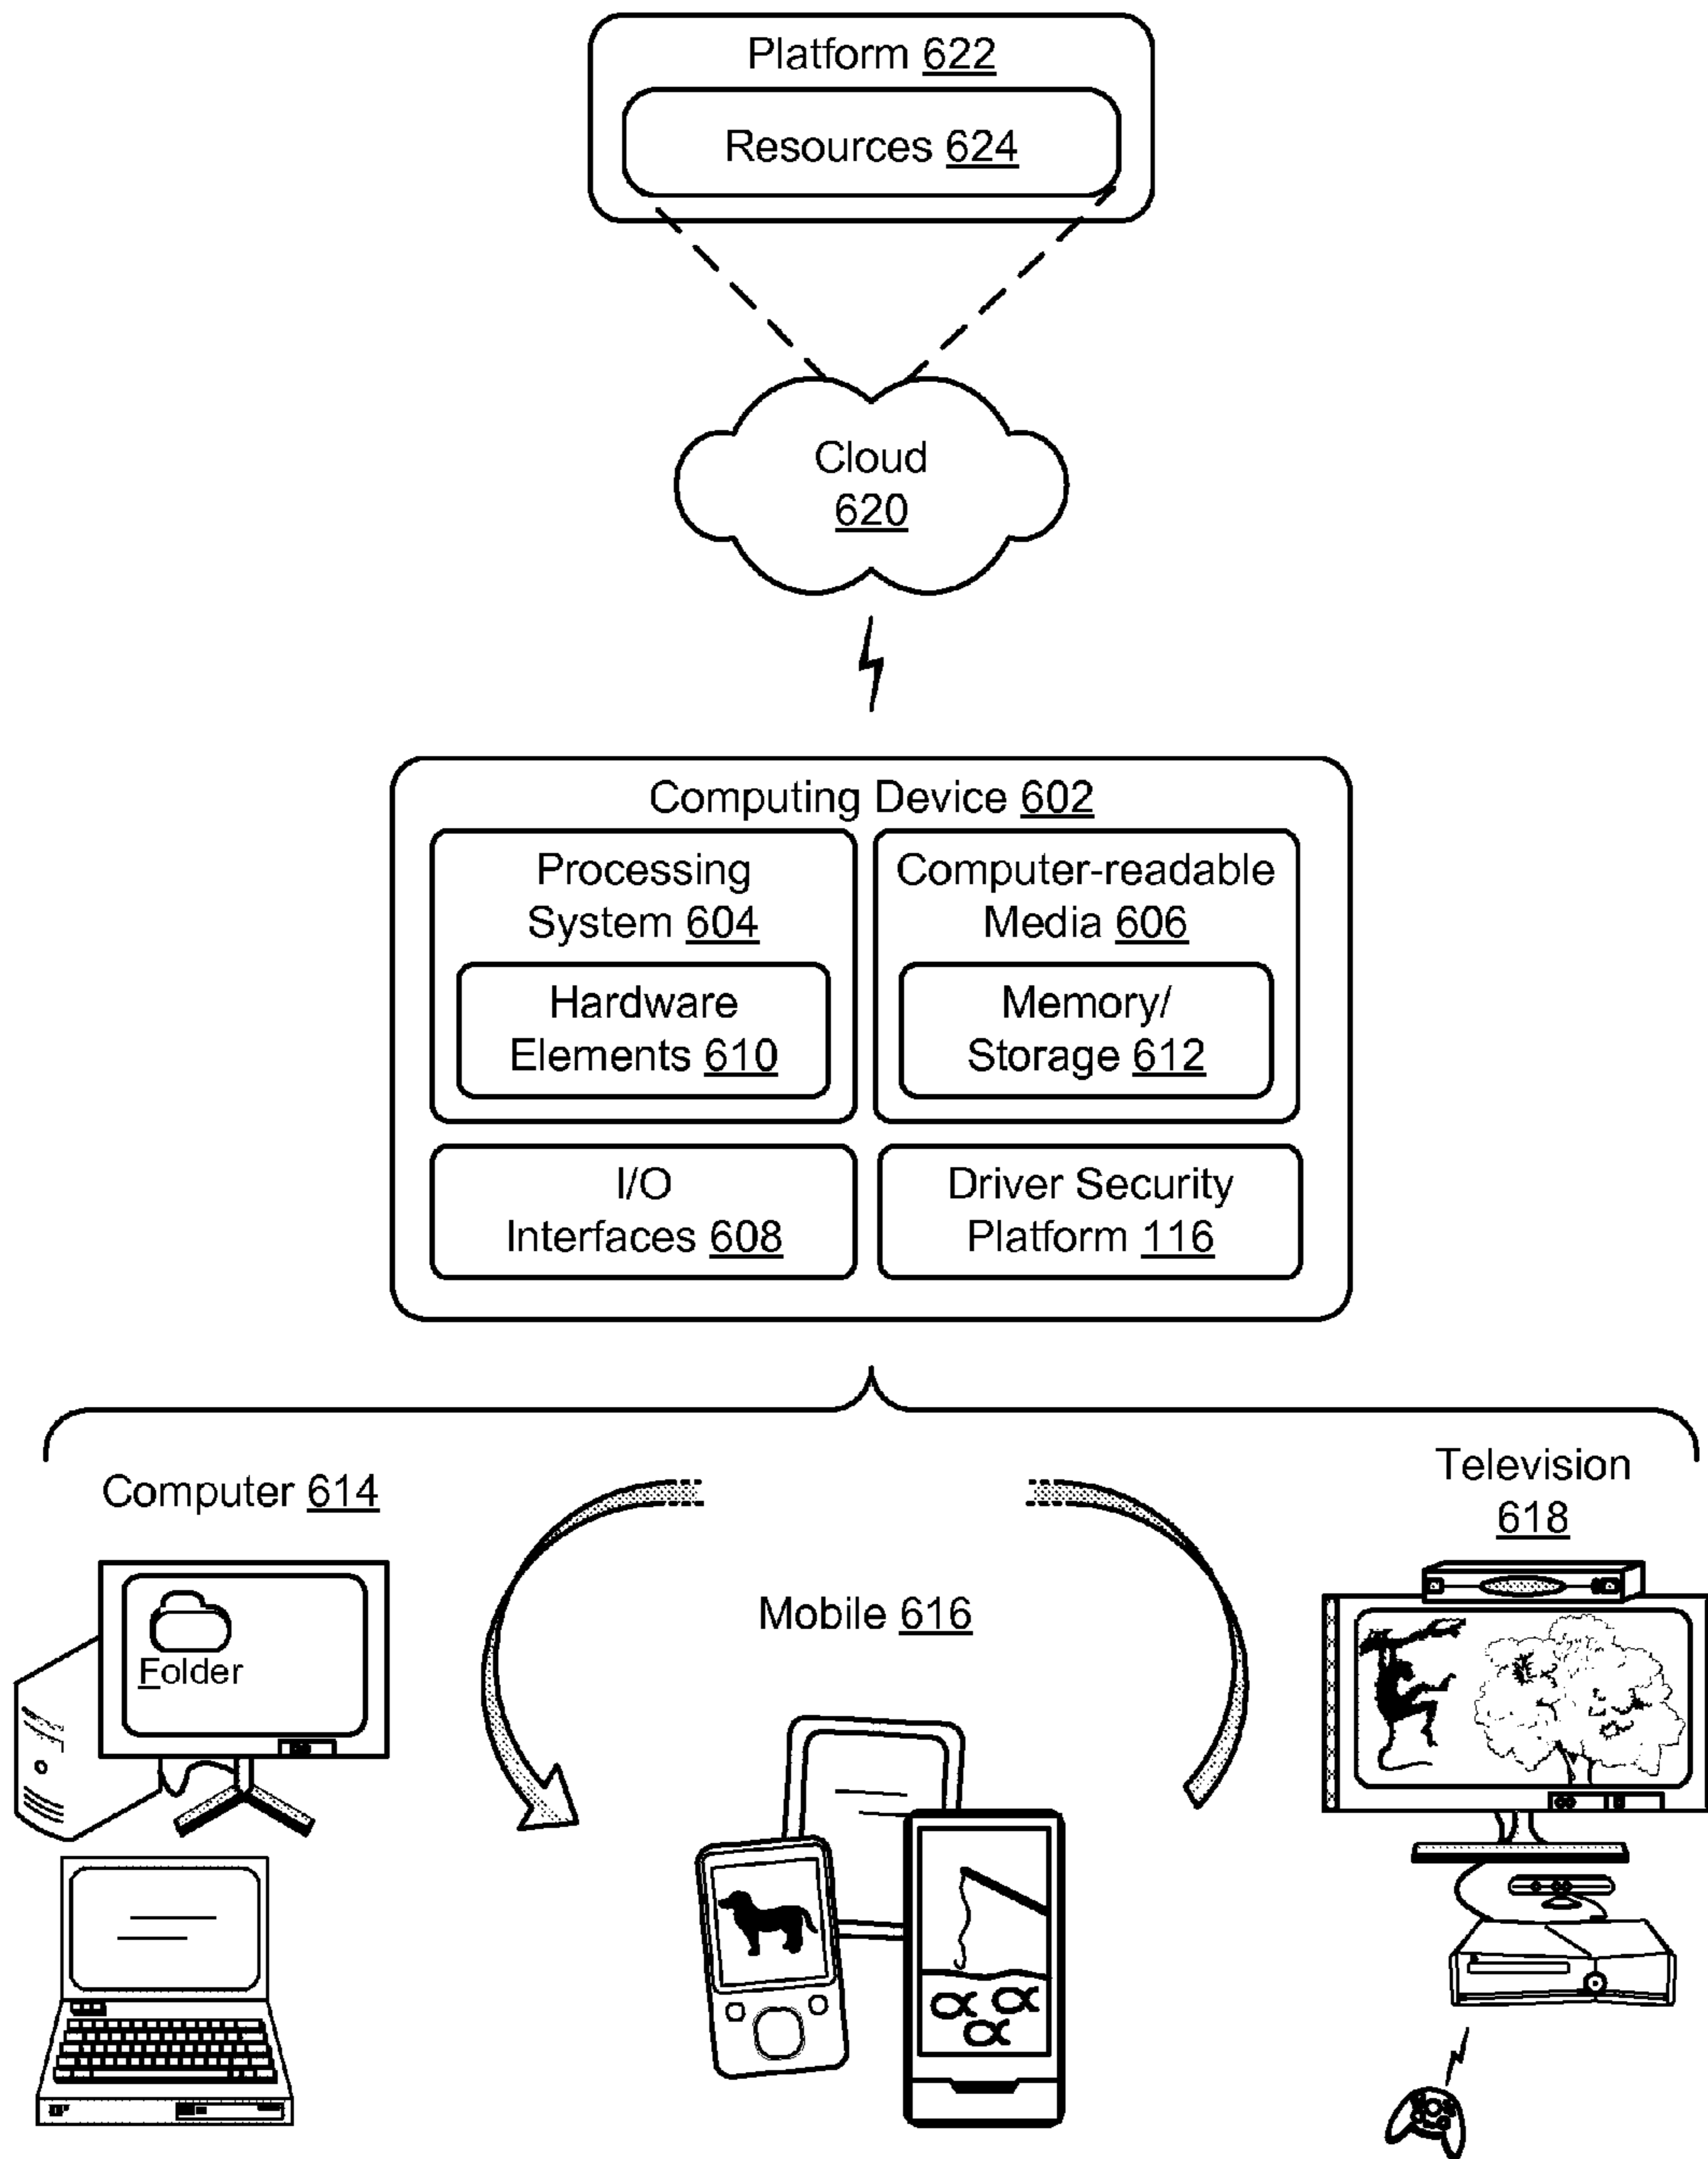 Platform 622
Resources 624
Cloud
620
Computing Device 602
Processing
System 604
Hardware
Elements 610
Computer-readable
Media 606
Memory/
Storage 612
I/O
Interfaces 608
Driver Security
Platform 116
Computer 614
Folder
Mobile 616
Television
618